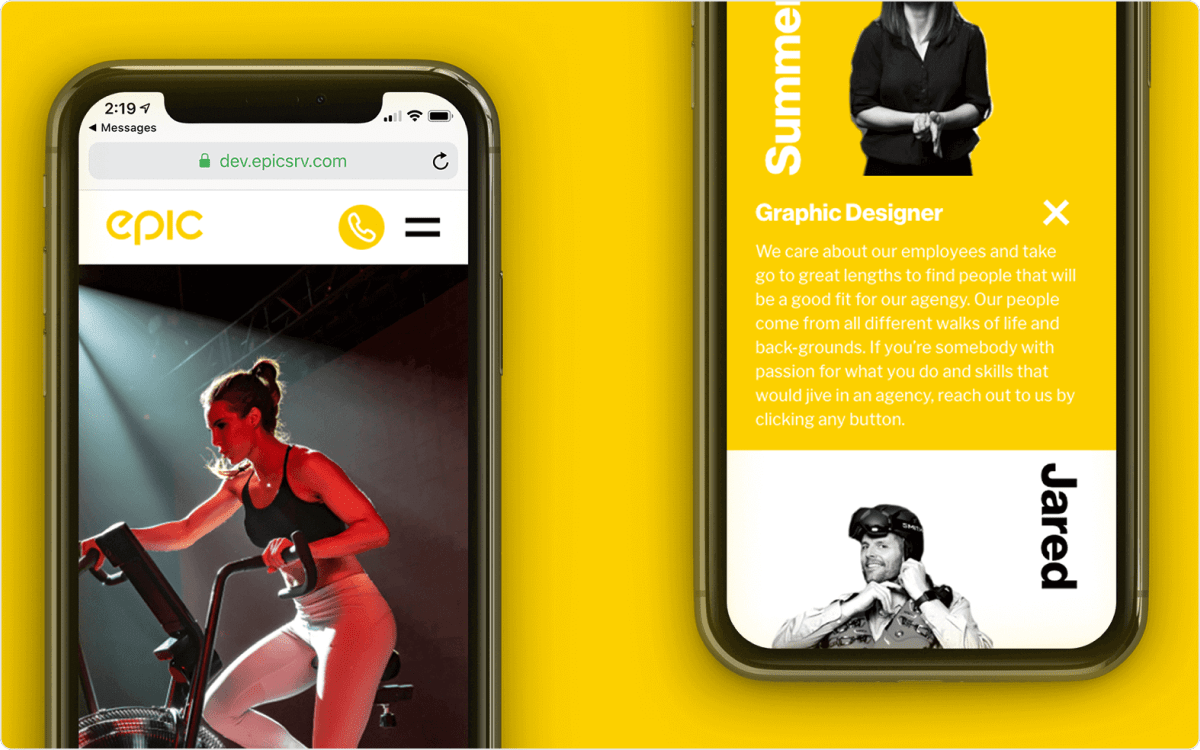 2:19
Messages
dev.epicsrv.com
epic
Summer
Graphic Designer
We care about our employees and take
go to great lengths to find people that will
be a good fit for our agengy. Our people
come from all different walks of life and
back-grounds. If you're somebody with
passion for what you do and skills that
would jive in an agency, reach out to us by
clicking any button.
Jared
SMITH